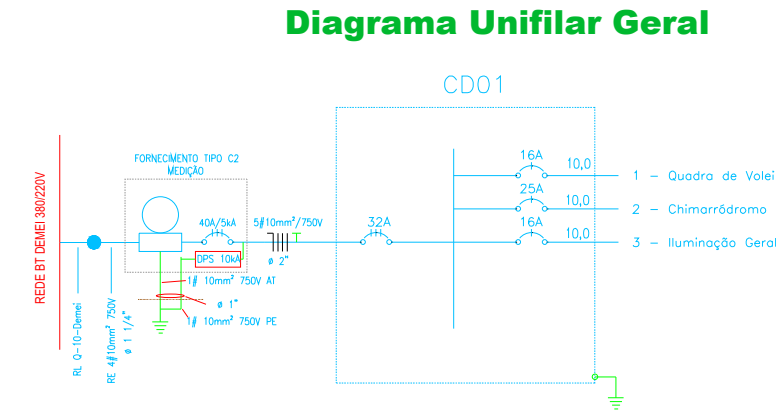 Diagrama Unifilar Geral
CD01
REDE BT DEMEI 380/220V
RL Q-10-Demei
RE 4#10mm² 750V
ø 1 1/4"
FORNECIMENTO TIPO C2
MEDIÇÃO
40A/5kA
DPS 10kA
1# 10mm² 750V AT
ø 1"
1# 10mm² 750V PE
5#10mm²/750V
ø 2"
32A
16A
10,0
1 - Quadra de Volei
25A
10,0
2 - Chimarródromo
16A
10,0
3 - Iluminação Geral